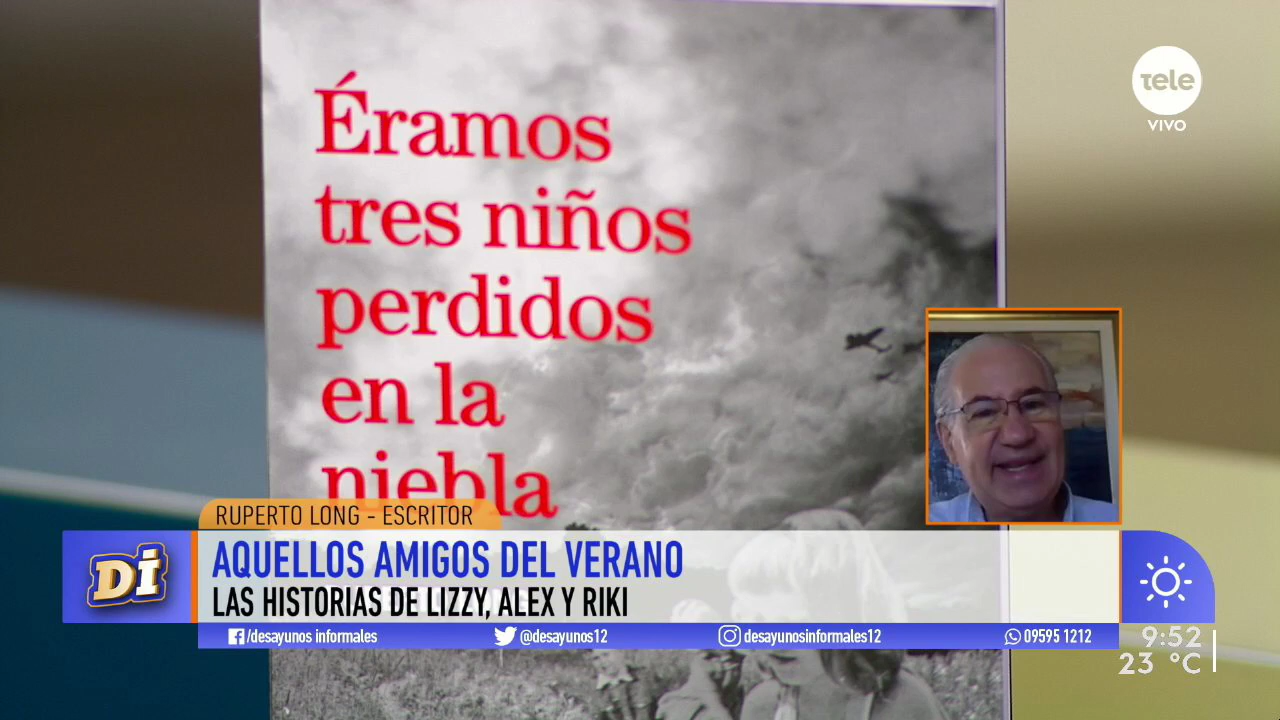 Éramos
tres niños
perdidos
en la
niebla
tele
VIVO
RUPERTO LONG - ESCRITOR
Di
AQUELLOS AMIGOS DEL VERANO
LAS HISTORIAS DE LIZZY, ALEX Y RIKI
/desayunos informales
@desayunos12
desayunosinformales12
09595 1212
9:52
23 °C